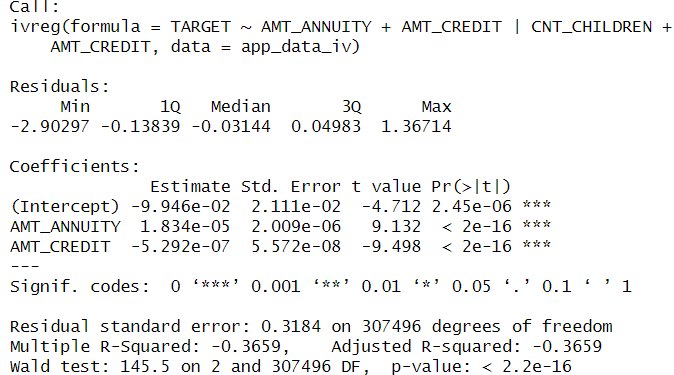 Call:
ivreg(formula = TARGET ~ AMT_ANNUITY + AMT_CREDIT | CNT_CHILDREN +
    AMT_CREDIT, data = app_data_iv)

Residuals:
     Min       1Q   Median       3Q      Max
-2.90297 -0.13839 -0.03144  0.04983  1.36714

Coefficients:
              Estimate Std. Error t value Pr(>|t|)
(Intercept) -9.946e-02  2.111e-02  -4.712 2.45e-06 ***
AMT_ANNUITY  1.834e-05  2.009e-06   9.132  < 2e-16 ***
AMT_CREDIT  -5.292e-07  5.572e-08  -9.498  < 2e-16 ***
---
Signif. codes:  0 ‘***’ 0.001 ‘**’ 0.01 ‘*’ 0.05 ‘.’ 0.1 ‘ ’ 1

Residual standard error: 0.3184 on 307496 degrees of freedom
Multiple R-Squared: -0.3659,    Adjusted R-squared: -0.3659
Wald test: 145.5 on 2 and 307496 DF,  p-value: < 2.2e-16